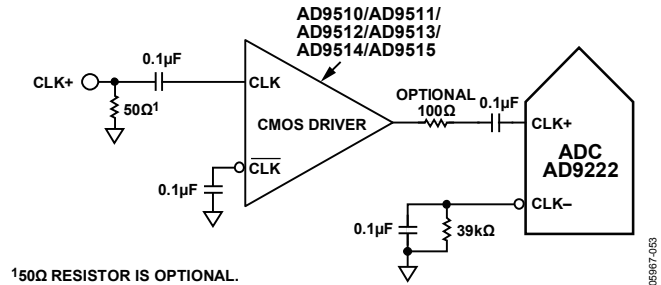 AD9510/AD9511/
AD9512/AD9513/
AD9514/AD9515
CLK+
0.1µF
50Ω1
CLK
CMOS DRIVER
CLK
0.1µF
OPTIONAL
100Ω
0.1µF
CLK+
ADC
AD9222
CLK–
0.1µF
39kΩ
150Ω RESISTOR IS OPTIONAL.
05967-053